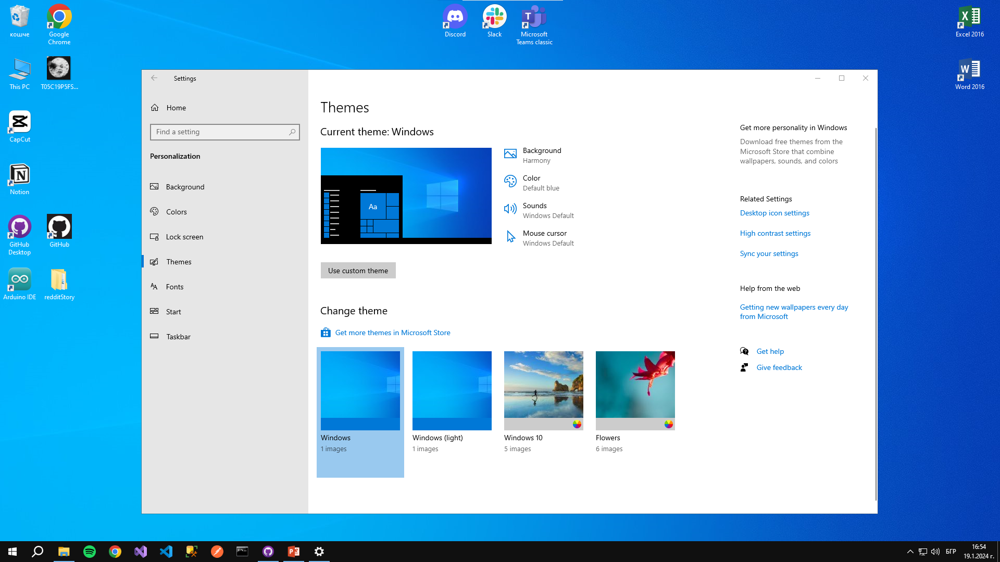 кошче
Google
Chrome
Discord
Slack
Microsoft
Teams classic
Excel 2016
This PC
T05C19P5FS...
Word 2016
CapCut
Notion
GitHub
Desktop
GitHub
Arduino IDE
redditStory
Settings
Home
Find a setting
Personalization
Background
Colors
Lock screen
Themes
Fonts
Start
Taskbar
Themes
Current theme: Windows
Aa
Background
Harmony
Color
Default blue
Sounds
Windows Default
Mouse cursor
Windows Default
Use custom theme
Change theme
Get more themes in Microsoft Store
Windows
1 images
Windows (light)
1 images
Windows 10
5 images
Flowers
6 images
Get more personality in Windows
Download free themes from the
Microsoft Store that combine
wallpapers, sounds, and colors
Related Settings
Desktop icon settings
High contrast settings
Sync your settings
Help from the web
Getting new wallpapers every day
from Microsoft
Get help
Give feedback
БГР
16:54
19.1.2024 г.